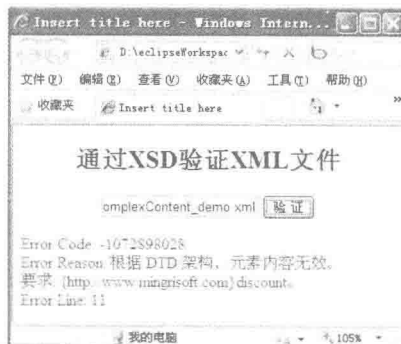 Insert title here - Windows Intern...
D:\eclipseWorkspac
文件(F) 编辑(E) 查看(V) 收藏夹(A) 工具(T) 帮助(H) »
收藏夹 Insert title here
通过XSD验证XML文件
omplexContent_demo xml 验 证
Error Code: -1072898028
Error Reason: 根据 DTD 架构，元素内容无效。
要求: {http: www.mingrisoft.com}discount。
Error Line: 11
我的电脑 105%